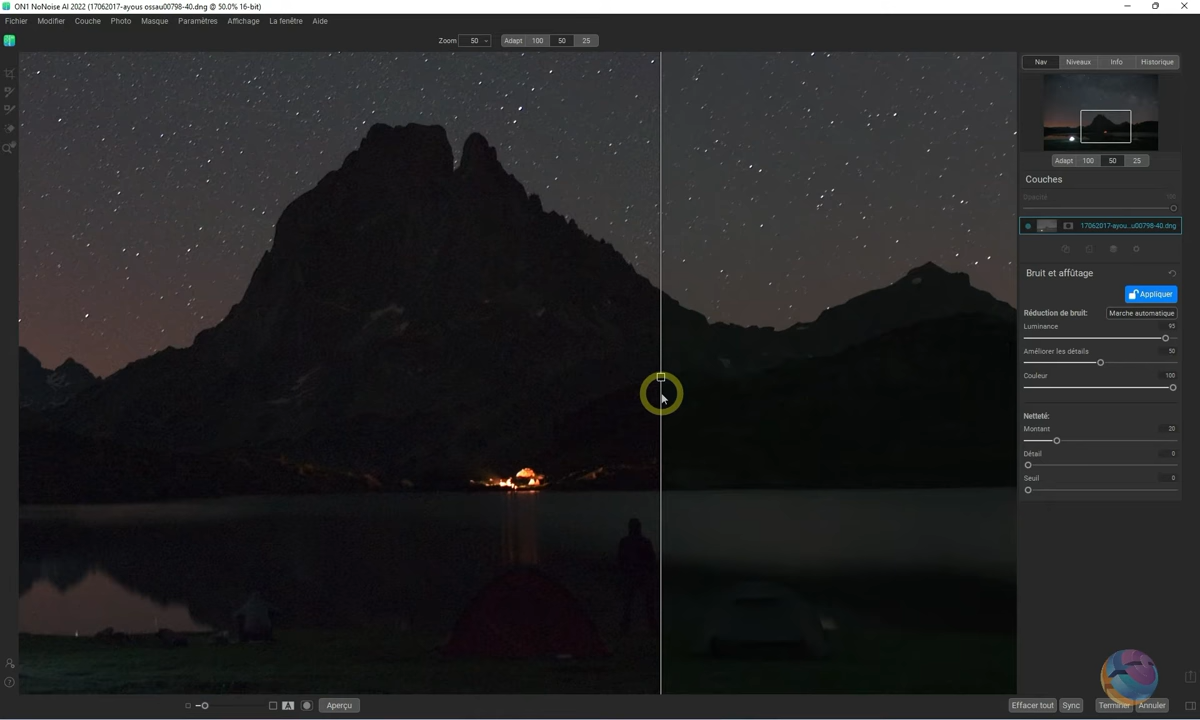 ON1 NoNoise AI 2022 (17062017-ayous ossau00798-40.dng @ 50.0% 16-bit)
Fichier Modifier Couche Photo Masque Paramètres Affichage La fenêtre Aide
Zoom 50 Adapt 100 50 25
Nav Niveaux Info Historique
Adapt 100 50 25
Couches
Opacité 100
17062017-ayou...u00798-40.dng
Bruit et affûtage
Appliquer
Réduction de bruit: Marche automatique
Luminance 95
Améliorer les détails 50
Couleur 100
Netteté:
Montant 20
Détail 0
Seuil 0
A Aperçu
Effacer tout Sync Terminer Annuler